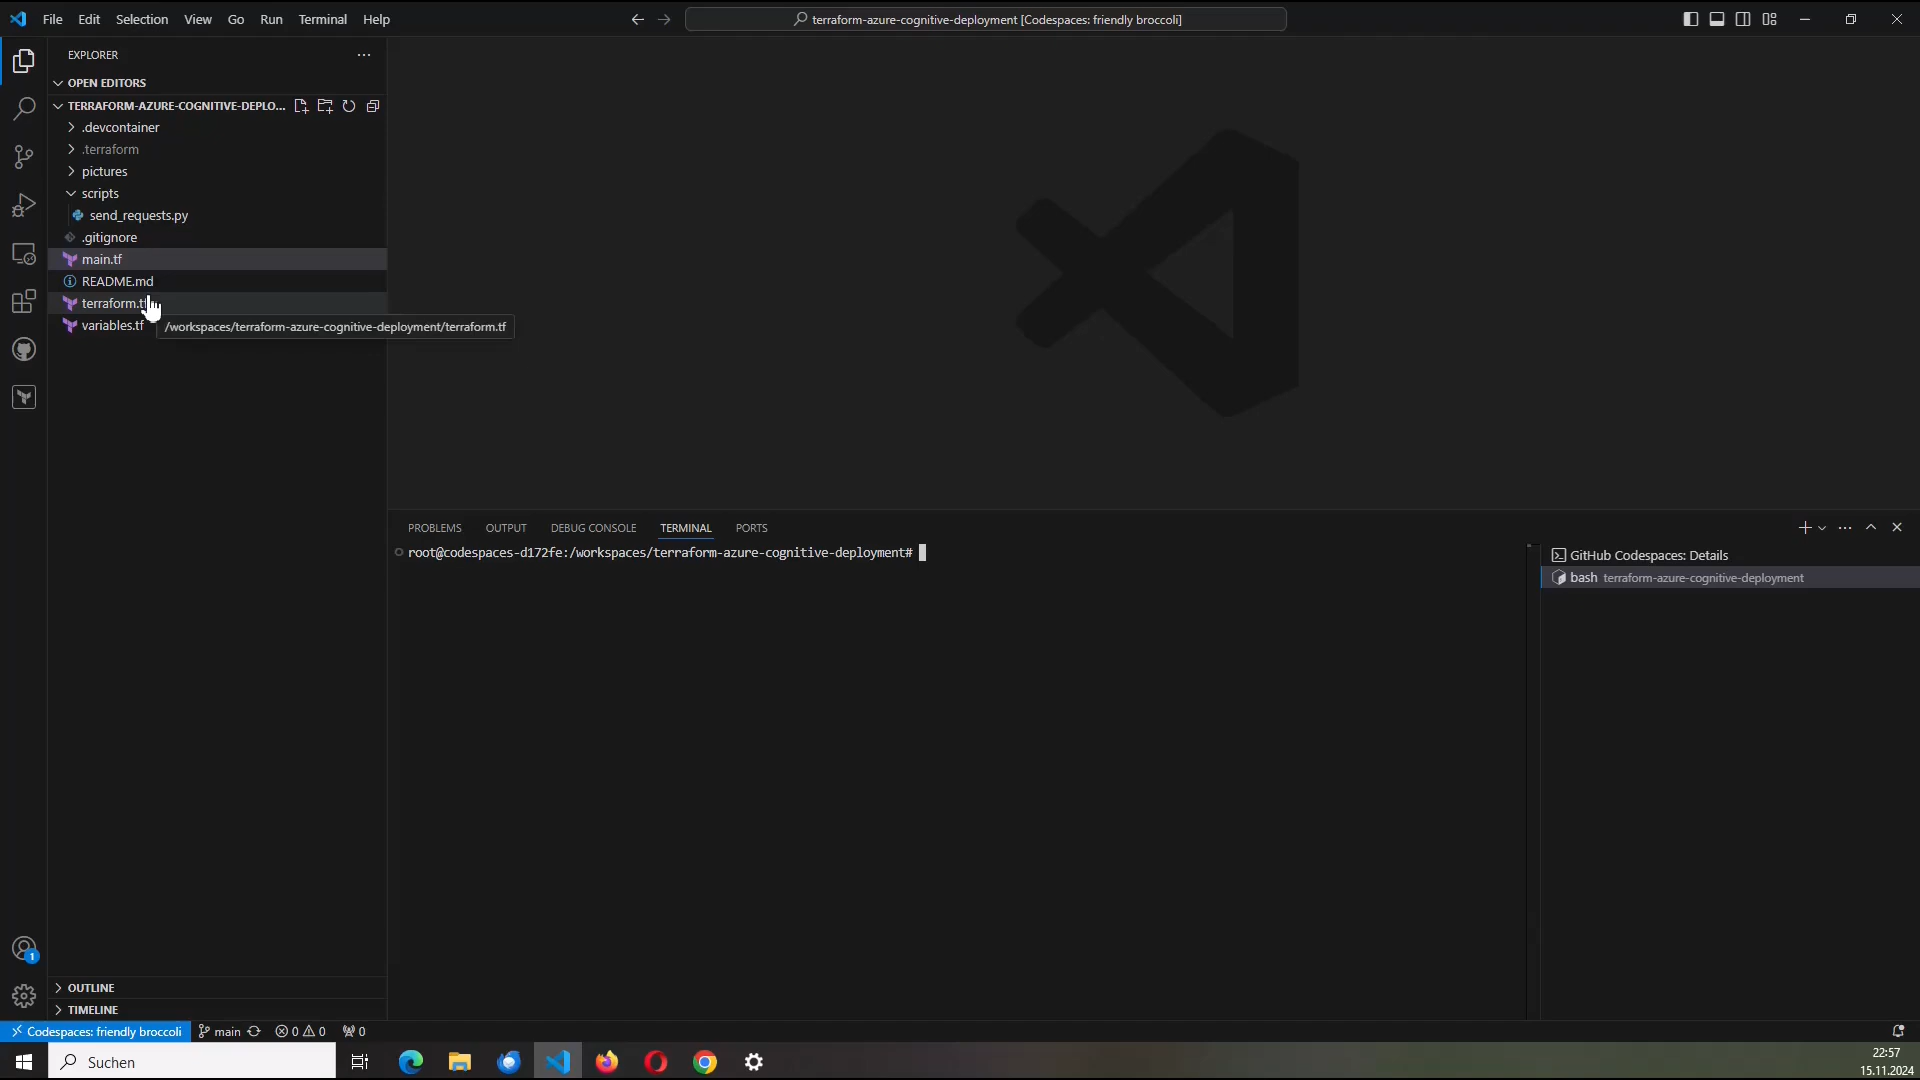 File Edit Selection View Go Run Terminal Help
terraform-azure-cognitive-deployment [Codespaces: friendly broccoli]
EXPLORER
OPEN EDITORS
TERRAFORM-AZURE-COGNITIVE-DEPLO...
.devcontainer
.terraform
pictures
scripts
send_requests.py
.gitignore
main.tf
README.md
terraform.tf
variables.tf
/workspaces/terraform-azure-cognitive-deployment/terraform.tf
PROBLEMS OUTPUT DEBUG CONSOLE TERMINAL PORTS
root@codespaces-d172fe:/workspaces/terraform-azure-cognitive-deployment#
GitHub Codespaces: Details
bash terraform-azure-cognitive-deployment
1
OUTLINE
TIMELINE
Codespaces: friendly broccoli main 0 0 0
Suchen
22:57
15.11.2024